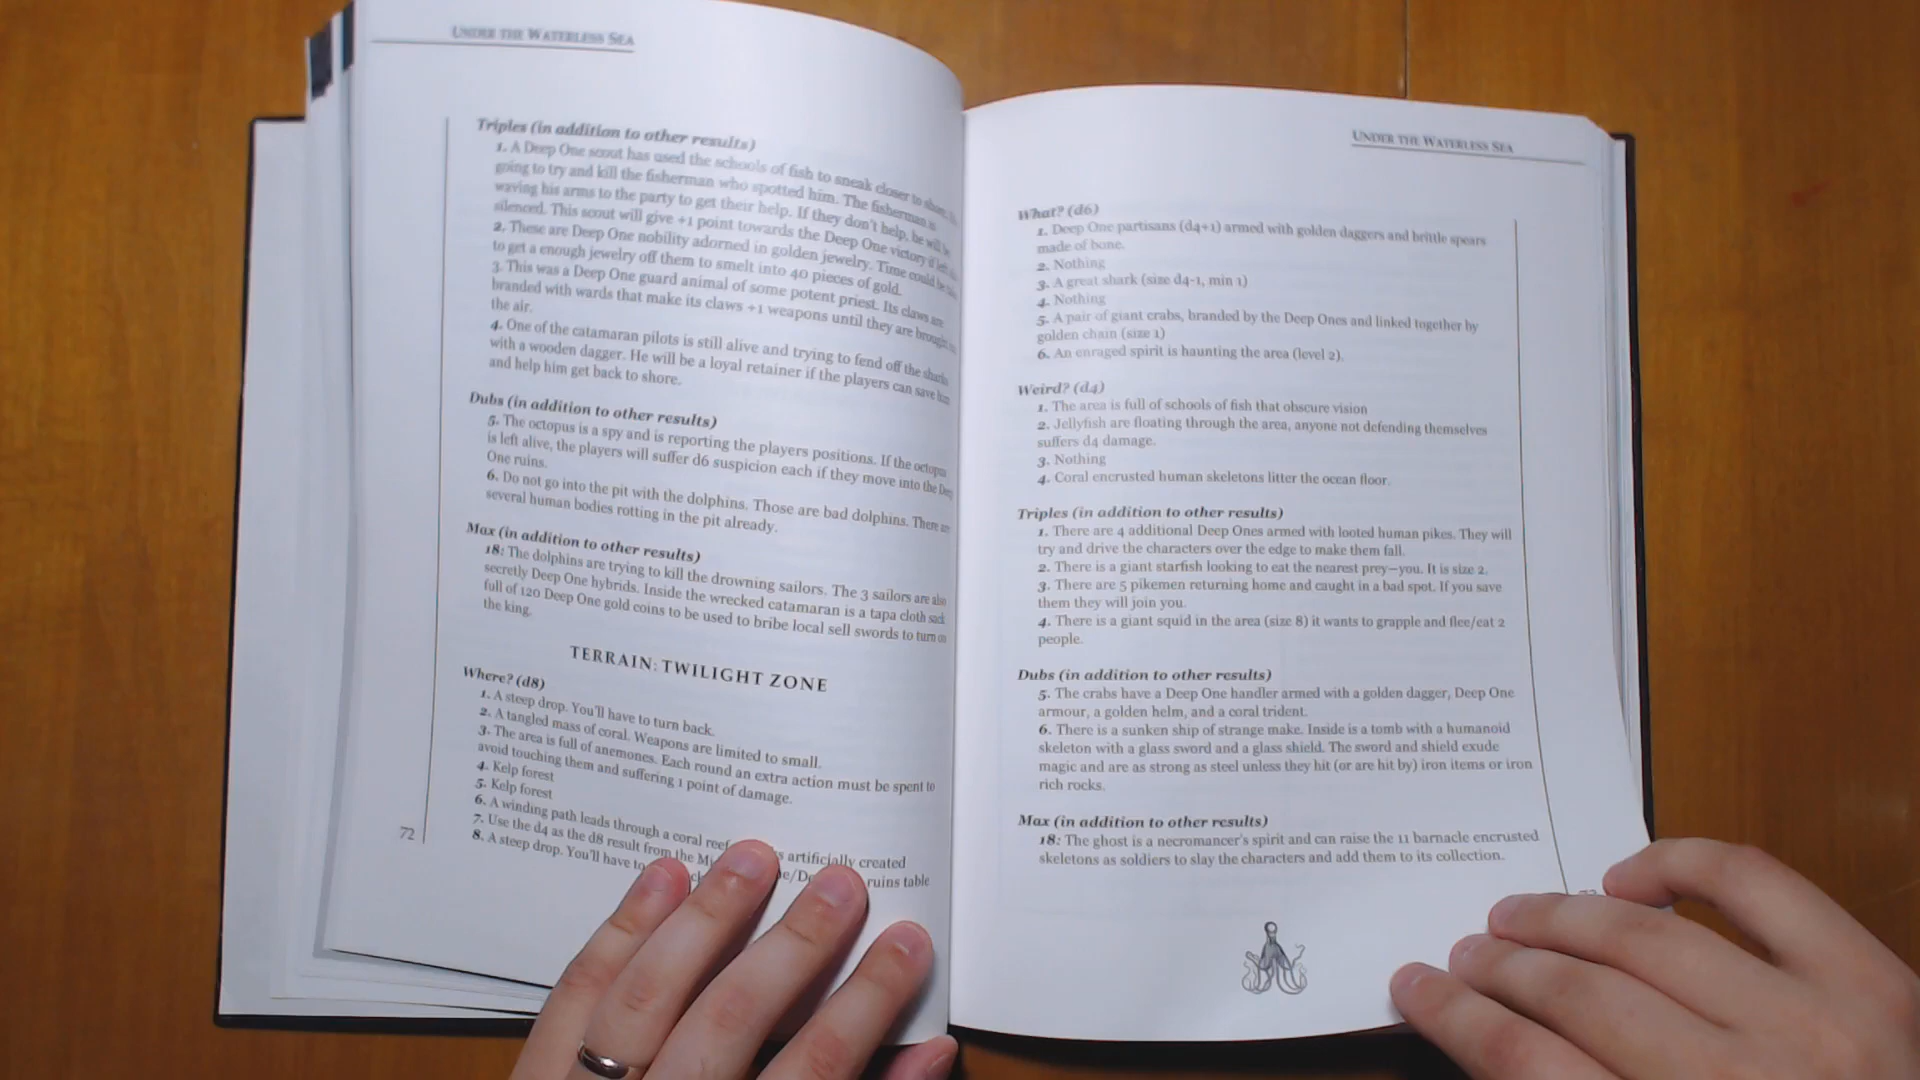 UNDER THE WATERLESS SEA
Triples (in addition to other results)
1. A Deep One scout has used the schools of fish to sneak closer to shore,
going to try and kill the fisherman who spotted him. The fisherman is
waving his arms to the party to get their help. If they don't help, he will be
silenced. This scout will give +1 point towards the Deep One victory if left
2. These are Deep One nobility adorned in golden jewelry. Time could be
to get a enough jewelry off them to smelt into 40 pieces of gold.
3. This was a Deep One guard animal of some potent priest. Its claws are
branded with wards that make its claws +1 weapons until they are brought
the air.
4. One of the catamaran pilots is still alive and trying to fend off the sharks
with a wooden dagger. He will be a loyal retainer if the players can save him
and help him get back to shore.
Dubs (in addition to other results)
5. The octopus is a spy and is reporting the players positions. If the octopus
is left alive, the players will suffer d6 suspicion each if they move into the Deep
One ruins.
6. Do not go into the pit with the dolphins. Those are bad dolphins. There are
several human bodies rotting in the pit already.
Max (in addition to other results)
18: The dolphins are trying to kill the drowning sailors. The 3 sailors are also
secretly Deep One hybrids. Inside the wrecked catamaran is a tapa cloth sack
full of 120 Deep One gold coins to be used to bribe local sell swords to turn on
the king.
TERRAIN: TWILIGHT ZONE
Where? (d8)
1. A steep drop. You'll have to turn back.
2. A tangled mass of coral. Weapons are limited to small.
3. The area is full of anemones. Each round an extra action must be spent to
avoid touching them and suffering 1 point of damage.
4. Kelp forest
5. Kelp forest
6. A winding path leads through a coral reef artificially created
7. Use the d4 as the d8 result from the ruins table
8. A steep drop. You'll have to
72
UNDER THE WATERLESS SEA
What? (d6)
1. Deep One partisans (d4+1) armed with golden daggers and brittle spears
made of bone.
2. Nothing
3. A great shark (size d4-1, min 1)
4. Nothing
5. A pair of giant crabs, branded by the Deep Ones and linked together by
golden chain (size 1)
6. An enraged spirit is haunting the area (level 2).
Weird? (d4)
1. The area is full of schools of fish that obscure vision
2. Jellyfish are floating through the area, anyone not defending themselves
suffers d4 damage.
3. Nothing
4. Coral encrusted human skeletons litter the ocean floor.
Triples (in addition to other results)
1. There are 4 additional Deep Ones armed with looted human pikes. They will
try and drive the characters over the edge to make them fall.
2. There is a giant starfish looking to eat the nearest prey—you. It is size 2.
3. There are 5 pikemen returning home and caught in a bad spot. If you save
them they will join you.
4. There is a giant squid in the area (size 8) it wants to grapple and flee/eat 2
people.
Dubs (in addition to other results)
5. The crabs have a Deep One handler armed with a golden dagger, Deep One
armour, a golden helm, and a coral trident.
6. There is a sunken ship of strange make. Inside is a tomb with a humanoid
skeleton with a glass sword and a glass shield. The sword and shield exude
magic and are as strong as steel unless they hit (or are hit by) iron items or iron
rich rocks.
Max (in addition to other results)
18: The ghost is a necromancer's spirit and can raise the 11 barnacle encrusted
skeletons as soldiers to slay the characters and add them to its collection.